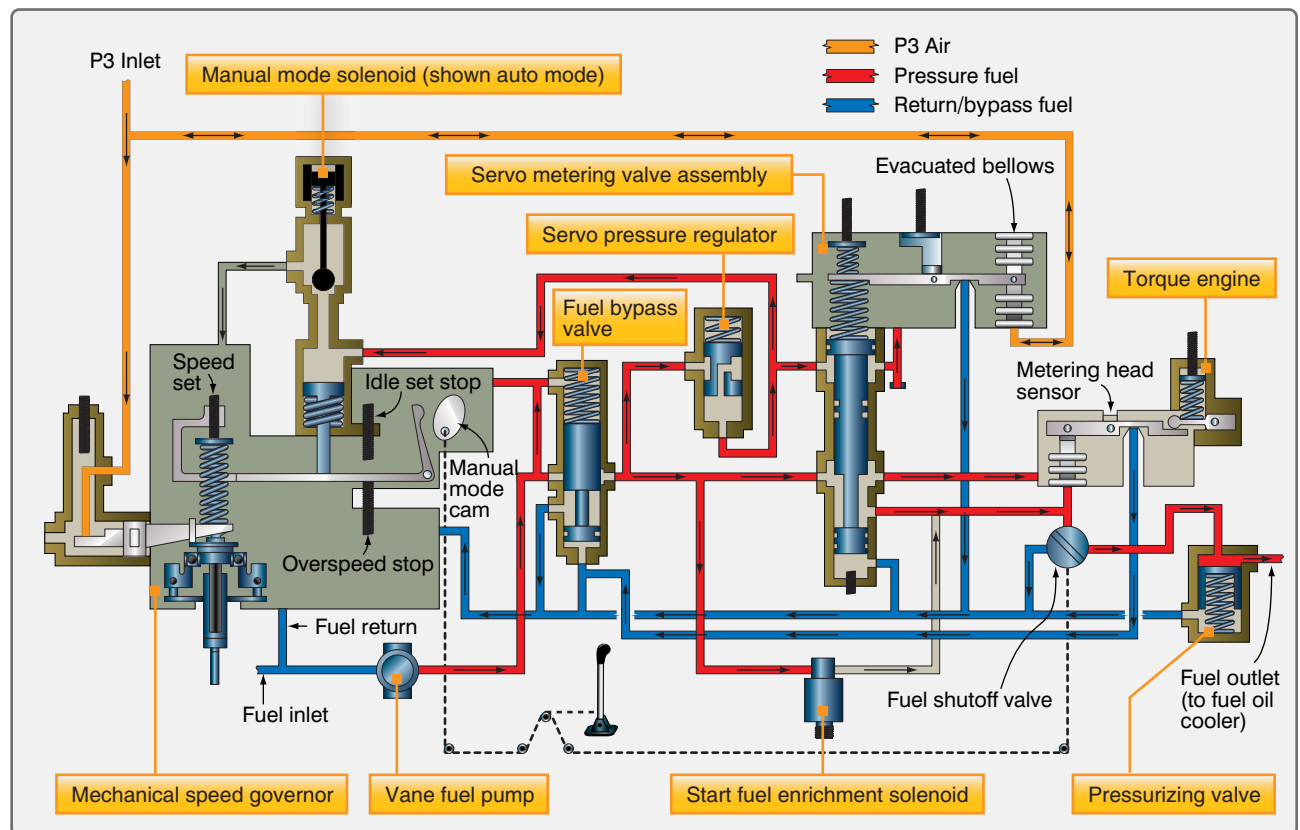 P3 Inlet
Manual mode solenoid (shown auto mode)
P3 Air
Pressure fuel
Return/bypass fuel
Servo metering valve assembly
Evacuated bellows
Servo pressure regulator
Torque engine
Fuel bypass
valve
Speed
set
Idle set stop
Metering head
sensor
Manual
mode
cam
Overspeed stop
Fuel return
Fuel inlet
Fuel shutoff valve
Fuel outlet
(to fuel oil
cooler)
Mechanical speed governor
Vane fuel pump
Start fuel enrichment solenoid
Pressurizing valve